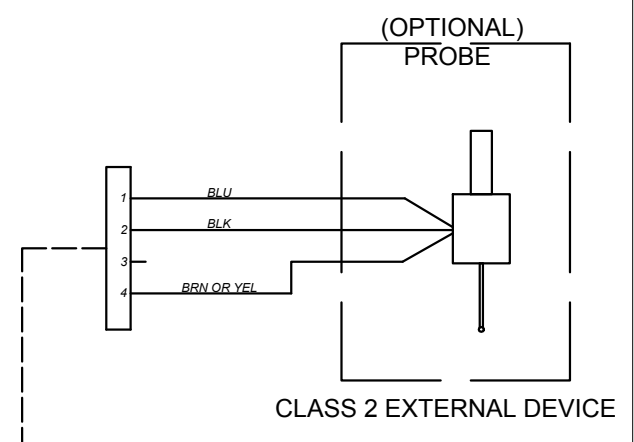 (OPTIONAL)
PROBE
1 BLU
2 BLK
3
4 BRN OR YEL
CLASS 2 EXTERNAL DEVICE